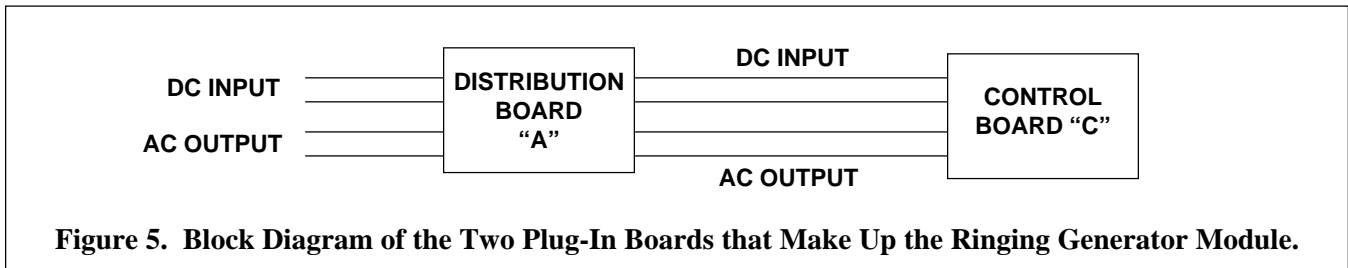 DC INPUT
AC OUTPUT
DISTRIBUTION
BOARD
“A”
DC INPUT
AC OUTPUT
CONTROL
BOARD “C”
Figure 5. Block Diagram of the Two Plug-In Boards that Make Up the Ringing Generator Module.